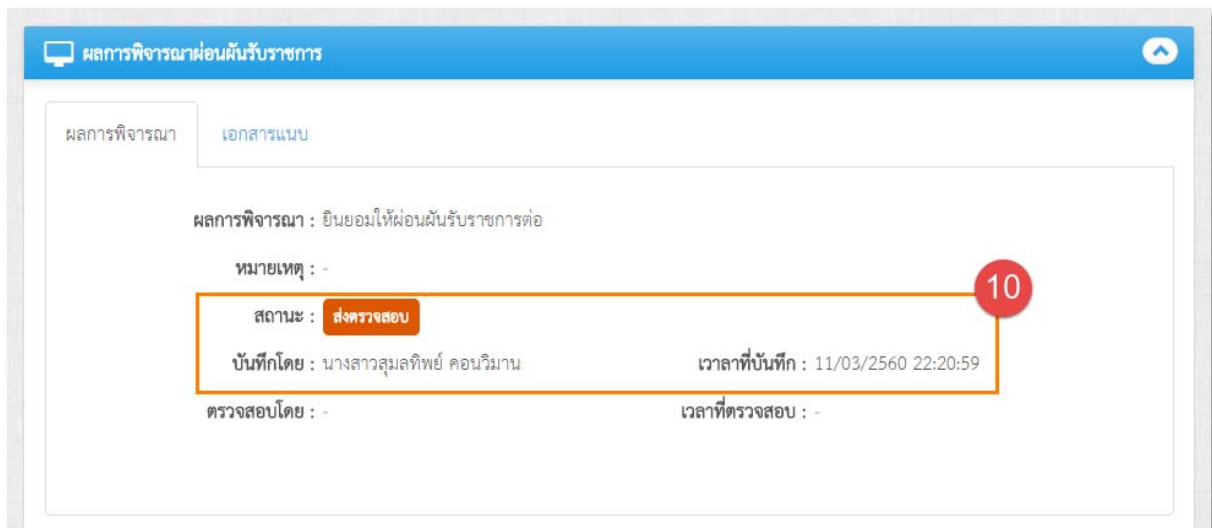 ผลการพิจารณาผ่อนผันรับราชการ
ผลการพิจารณา เอกสารแนบ
ผลการพิจารณา : ยินยอมให้ผ่อนผันรับราชการต่อ
หมายเหตุ : -
10
สถานะ : ส่งตรวจสอบ
บันทึกโดย : นางสาวสุมลทิพย์ คอนวิมาน เวาลาที่บันทึก : 11/03/2560 22:20:59
ตรวจสอบโดย : - เวลาที่ตรวจสอบ : -